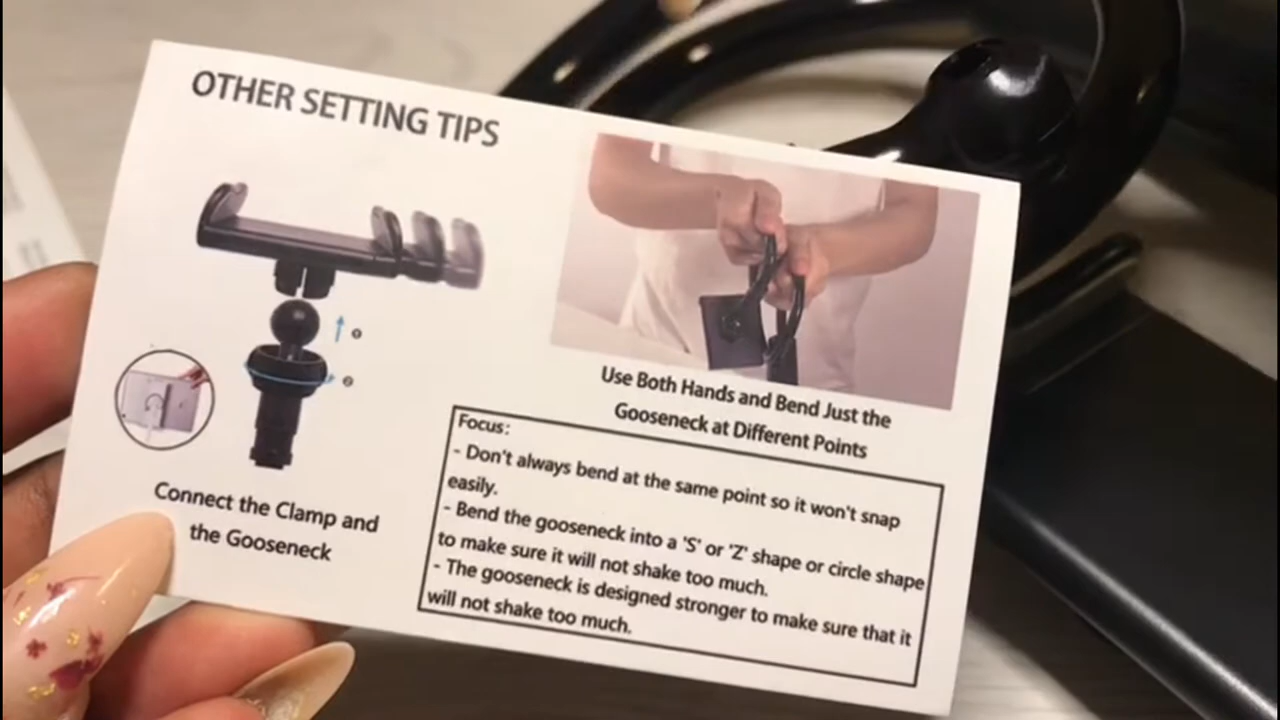 OTHER SETTING TIPS
1
2
Connect the Clamp and
the Gooseneck
Use Both Hands and Bend Just the
Gooseneck at Different Points
Focus:
- Don't always bend at the same point so it won't snap
easily.
- Bend the gooseneck into a 'S' or 'Z' shape or circle shape
to make sure it will not shake too much.
- The gooseneck is designed stronger to make sure that it
will not shake too much.